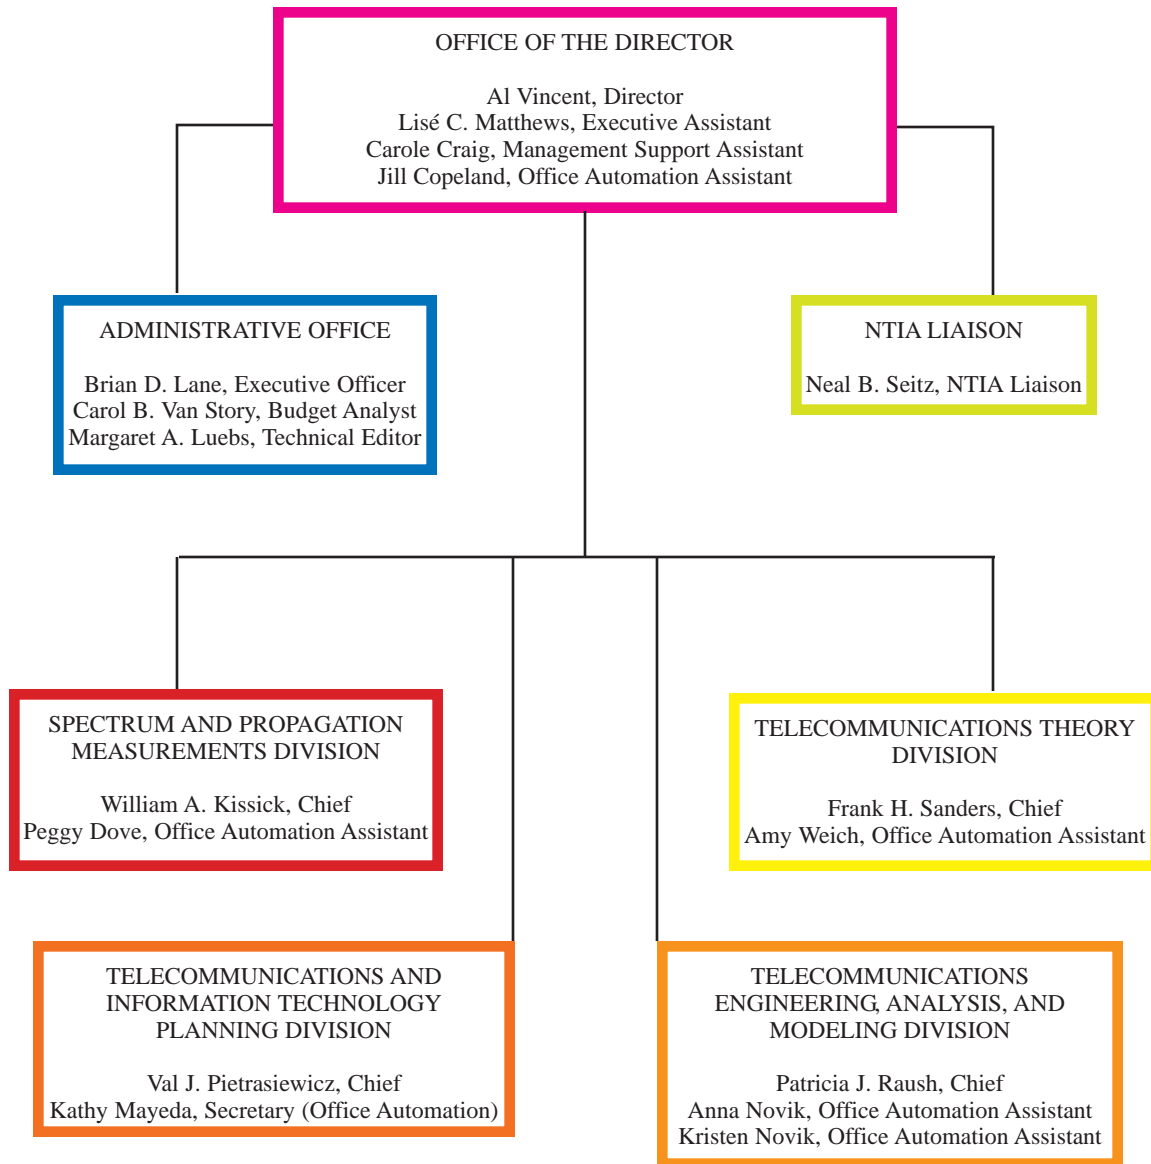 OFFICE OF THE DIRECTOR
Al Vincent, Director
Lisé C. Matthews, Executive Assistant
Carole Craig, Management Support Assistant
Jill Copeland, Office Automation Assistant
ADMINISTRATIVE OFFICE
Brian D. Lane, Executive Officer
Carol B. Van Story, Budget Analyst
Margaret A. Luebs, Technical Editor
NTIA LIAISON
Neal B. Seitz, NTIA Liaison
SPECTRUM AND PROPAGATION
MEASUREMENTS DIVISION
William A. Kissick, Chief
Peggy Dove, Office Automation Assistant
TELECOMMUNICATIONS THEORY
DIVISION
Frank H. Sanders, Chief
Amy Weich, Office Automation Assistant
TELECOMMUNICATIONS AND
INFORMATION TECHNOLOGY
PLANNING DIVISION
Val J. Pietrasiewicz, Chief
Kathy Mayeda, Secretary (Office Automation)
TELECOMMUNICATIONS
ENGINEERING, ANALYSIS, AND
MODELING DIVISION
Patricia J. Raush, Chief
Anna Novik, Office Automation Assistant
Kristen Novik, Office Automation Assistant